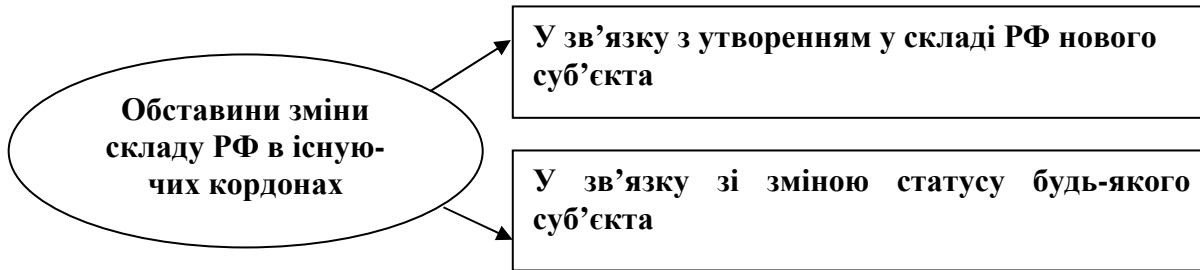 Обставини зміни
складу РФ в існую-
чих кордонах
У зв’язку з утворенням у складі РФ нового
суб’єкта
У зв’язку зі зміною статусу будь-якого
суб’єкта